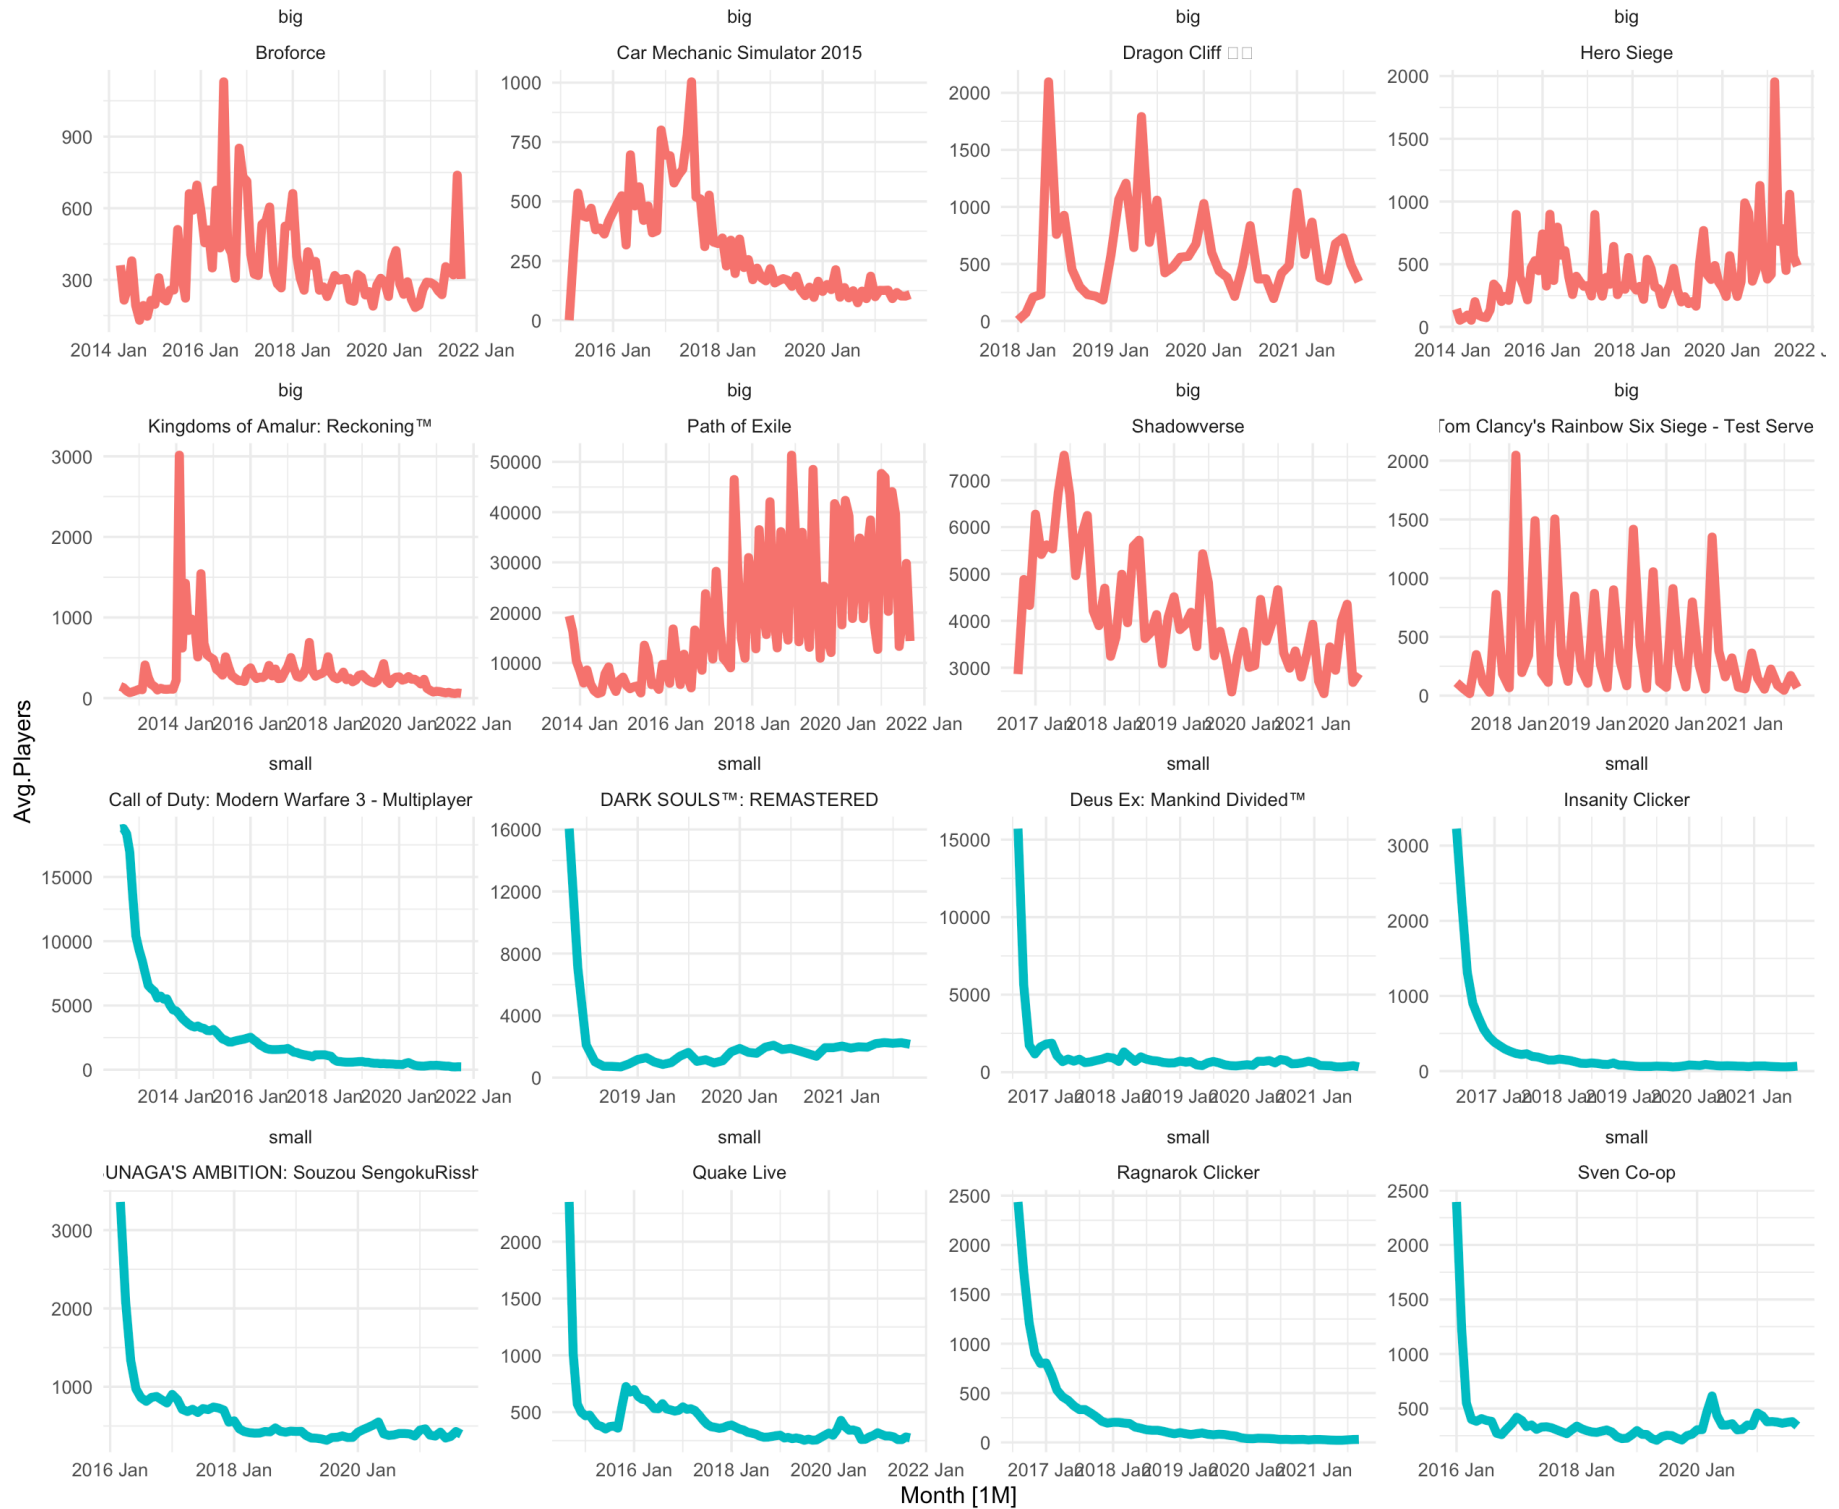 big
big
big
big
Broforce
Car Mechanic Simulator 2015
Dragon Cliff
Hero Siege
900
600
300
1000
750
500
250
0
2000
1500
1000
500
0
2000
1500
1000
500
0
2014 Jan 2016 Jan 2018 Jan 2020 Jan 2022 Jan
2016 Jan 2018 Jan 2020 Jan
2018 Jan 2019 Jan 2020 Jan 2021 Jan
2014 Jan 2016 Jan 2018 Jan 2020 Jan 2022 J
big
big
big
big
Kingdoms of Amalur: Reckoning™
Path of Exile
Shadowverse
Tom Clancy's Rainbow Six Siege - Test Serve
3000
2000
1000
0
50000
40000
30000
20000
10000
7000
6000
5000
4000
3000
2000
1500
1000
500
0
2014 Jan 2016 Jan 2018 Jan 2020 Jan 2022 Jan
2014 Jan 2016 Jan 2018 Jan 2020 Jan 2022 Jan
2017 Jan 2018 Jan 2019 Jan 2020 Jan 2021 Jan
2018 Jan 2019 Jan 2020 Jan 2021 Jan
Avg.Players
small
small
small
small
Call of Duty: Modern Warfare 3 - Multiplayer
DARK SOULS™: REMASTERED
Deus Ex: Mankind Divided™
Insanity Clicker
15000
10000
5000
0
16000
12000
8000
4000
0
15000
10000
5000
0
3000
2000
1000
0
2014 Jan 2016 Jan 2018 Jan 2020 Jan 2022 Jan
2019 Jan 2020 Jan 2021 Jan
2017 Jan 2018 Jan 2019 Jan 2020 Jan 2021 Jan
2017 Jan 2018 Jan 2019 Jan 2020 Jan 2021 Jan
small
small
small
small
UNAGA'S AMBITION: Souzou SengokuRissh
Quake Live
Ragnarok Clicker
Sven Co-op
3000
2000
1000
2000
1500
1000
500
2500
2000
1500
1000
500
0
2500
2000
1500
1000
500
2016 Jan 2018 Jan 2020 Jan
2016 Jan 2018 Jan 2020 Jan 2022 Jan
2017 Jan 2018 Jan 2019 Jan 2020 Jan 2021 Jan
2016 Jan 2018 Jan 2020 Jan
Month [1M]